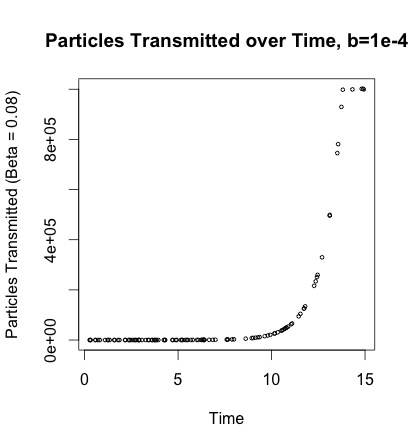 Particles Transmitted over Time, b=1e-4
Particles Transmitted (Beta = 0.08)
8e+05
4e+05
0e+00
0 5 10 15
Time